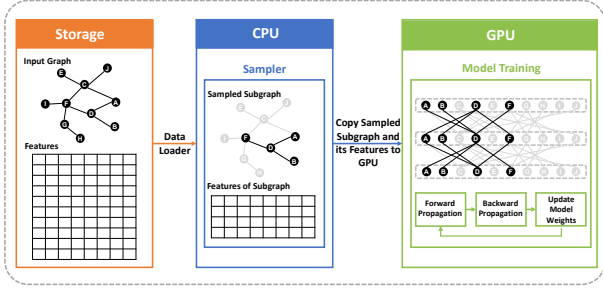 Storage
Input Graph
E
J
C
I
F
A
D
G
B
H
Features
Data
Loader
CPU
Sampler
Sampled Subgraph
E
J
C
I
F
A
D
G
B
H
Features of Subgraph
Copy Sampled
Subgraph and
its Features to
GPU
GPU
Model Training
A B C D E F G H I J
A B C D E F G H I J
A B C D E F G H I J
Forward
Propagation
Backward
Propagation
Update
Model
Weights